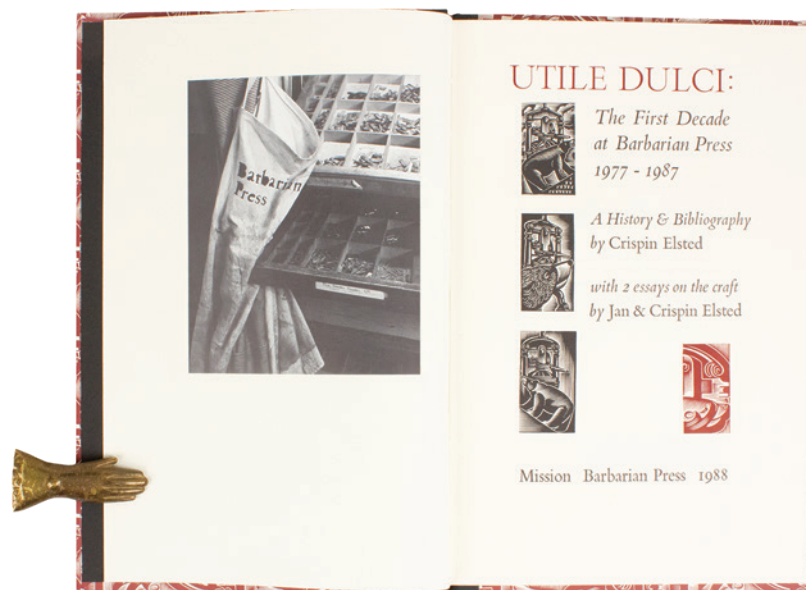 Barbarian
Press
UTILE DULCI:
The First Decade
at Barbarian Press
1977 - 1987
A History & Bibliography
by Crispin Elsted
with 2 essays on the craft
by Jan & Crispin Elsted
Mission Barbarian Press 1988